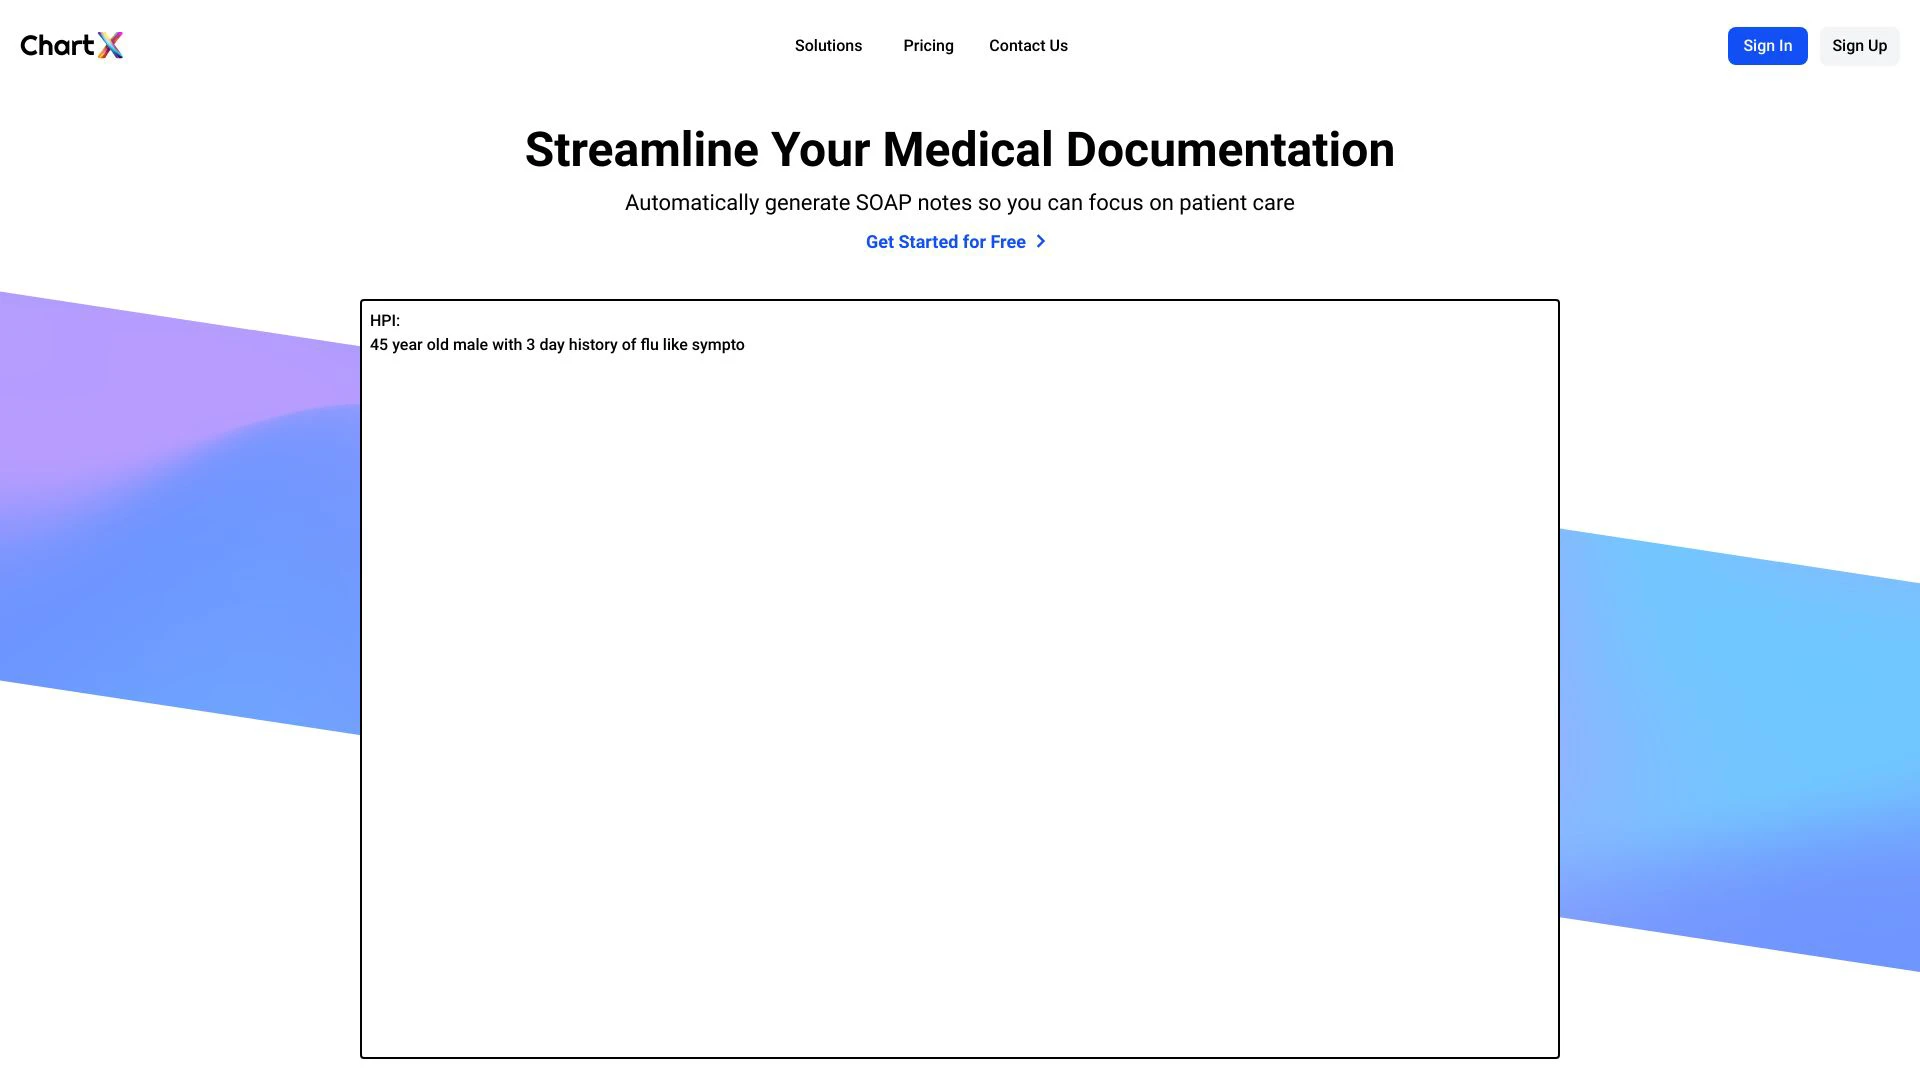 ChartX
Solutions
Pricing
Contact Us
Sign In
Sign Up
Streamline Your Medical Documentation
Automatically generate SOAP notes so you can focus on patient care
Get Started for Free
HPI:
45 year old male with 3 day history of flu like sympto